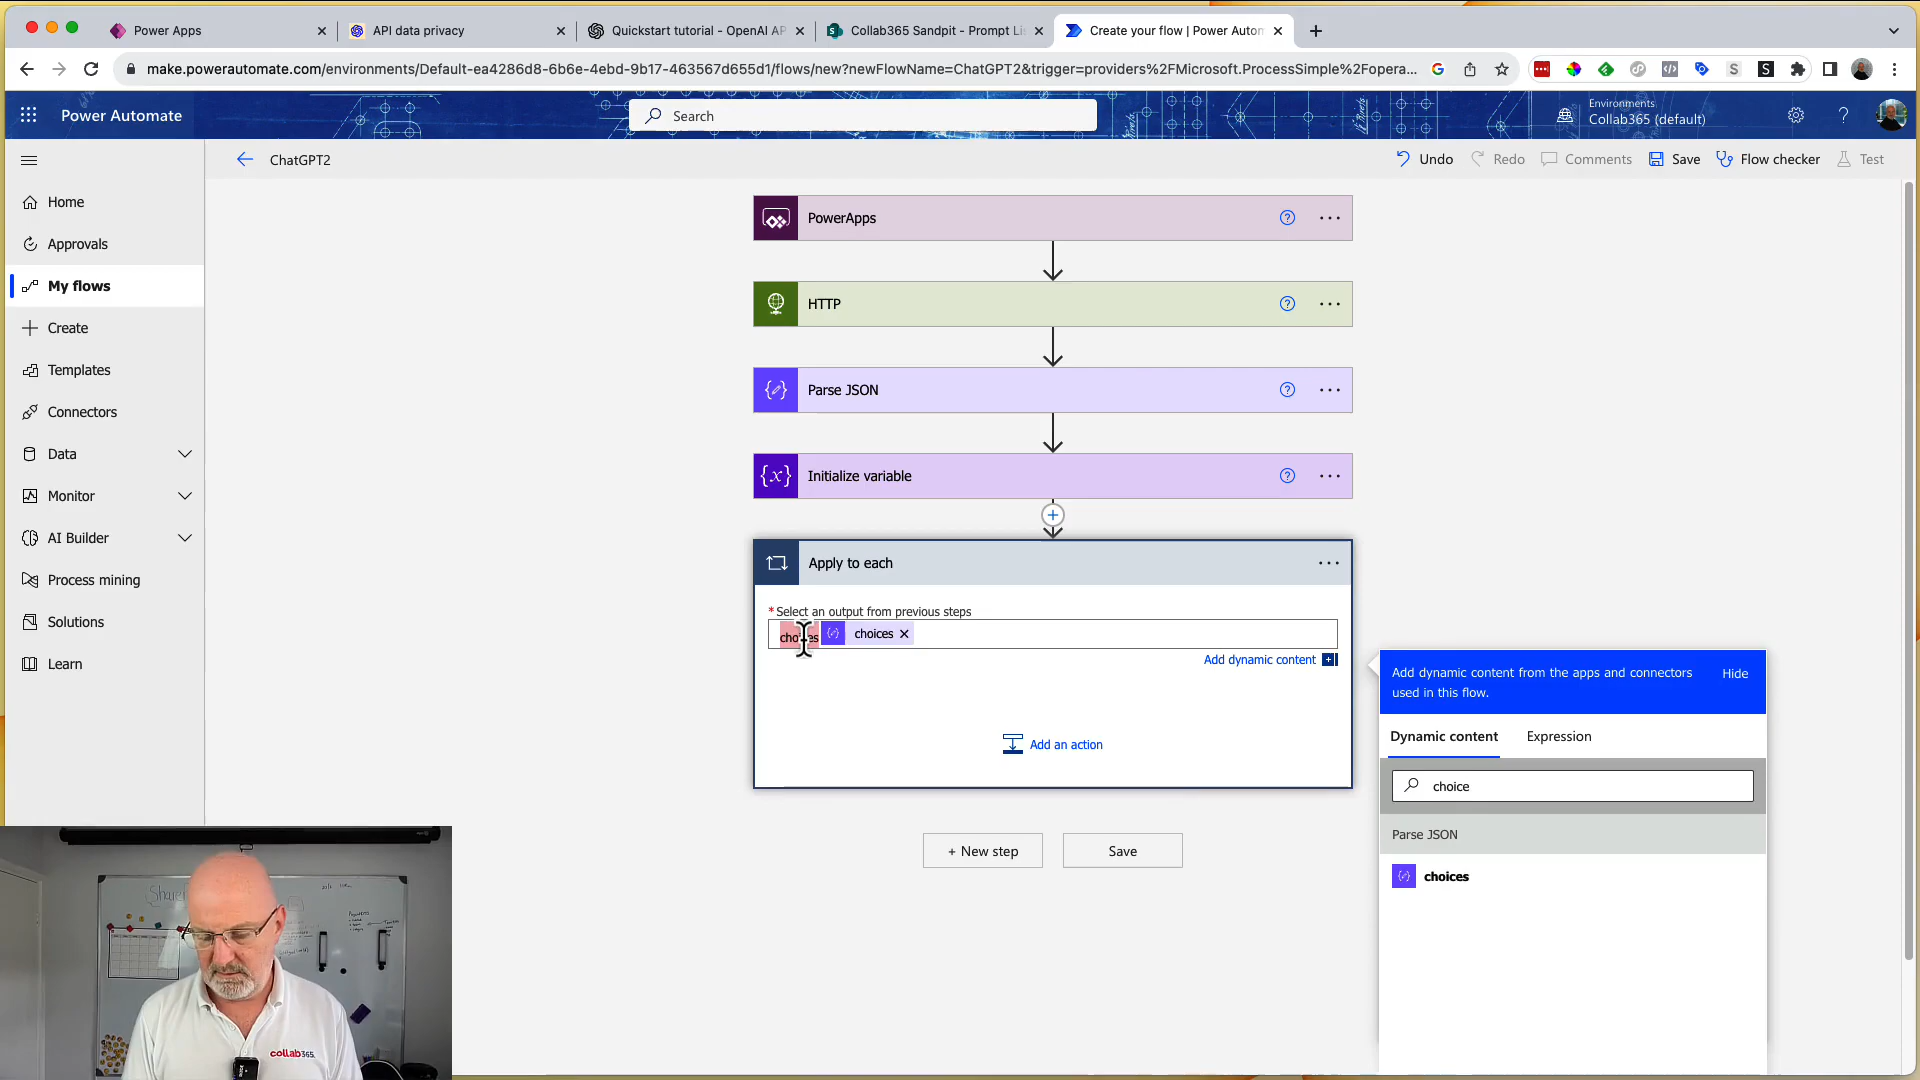 Power Apps
API data privacy
Quickstart tutorial - OpenAI AP
Collab365 Sandpit - Prompt Li
Create your flow | Power Autom
make.powerautomate.com/environments/Default-ea4286d8-6b6e-4ebd-9b17-463567d655d1/flows/new?newFlowName=ChatGPT2&trigger=providers%2FMicrosoft.ProcessSimple%2Fopera...
Power Automate
Search
Environments
Collab365 (default)
ChatGPT2
Undo
Redo
Comments
Save
Flow checker
Test
Home
Approvals
My flows
Create
Templates
Connectors
Data
Monitor
AI Builder
Process mining
Solutions
Learn
PowerApps
HTTP
Parse JSON
Initialize variable
Apply to each
* Select an output from previous steps
choices choices
Add dynamic content
Add an action
+ New step
Save
Add dynamic content from the apps and connectors
used in this flow.
Hide
Dynamic content
Expression
choice
Parse JSON
choices
collab365